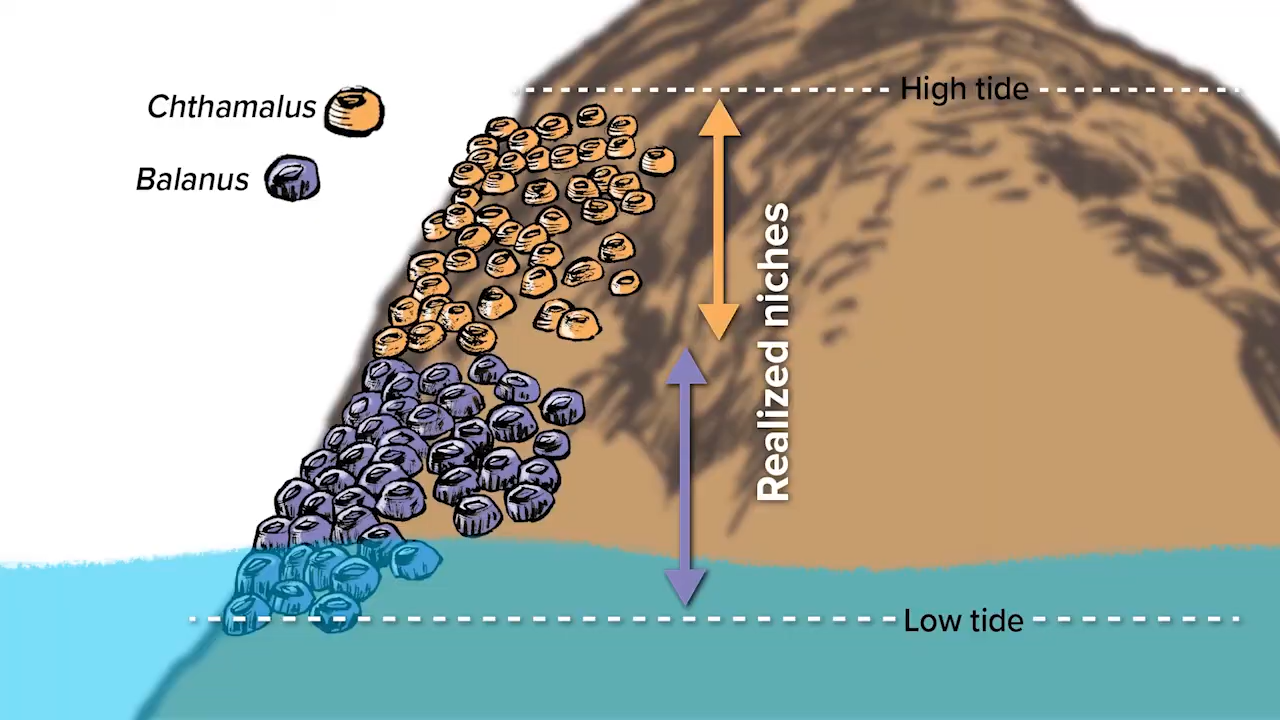 High tide
Chthamalus
Balanus
Realized niches
Low tide